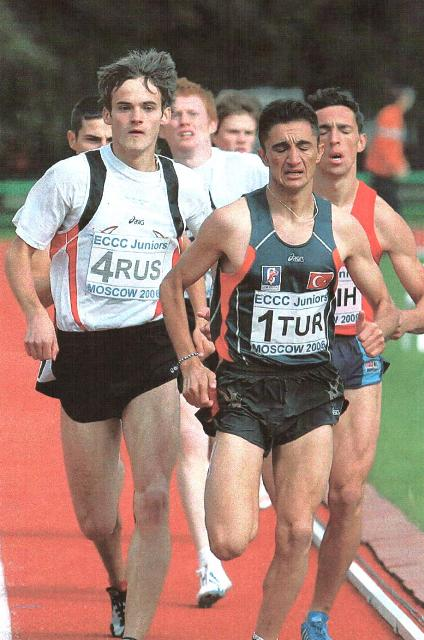 asics
ECCC Juniors
4RUS
MOSCOW 2006
asics
ECCC Juniors
1TUR
MOSCOW 2006
IH